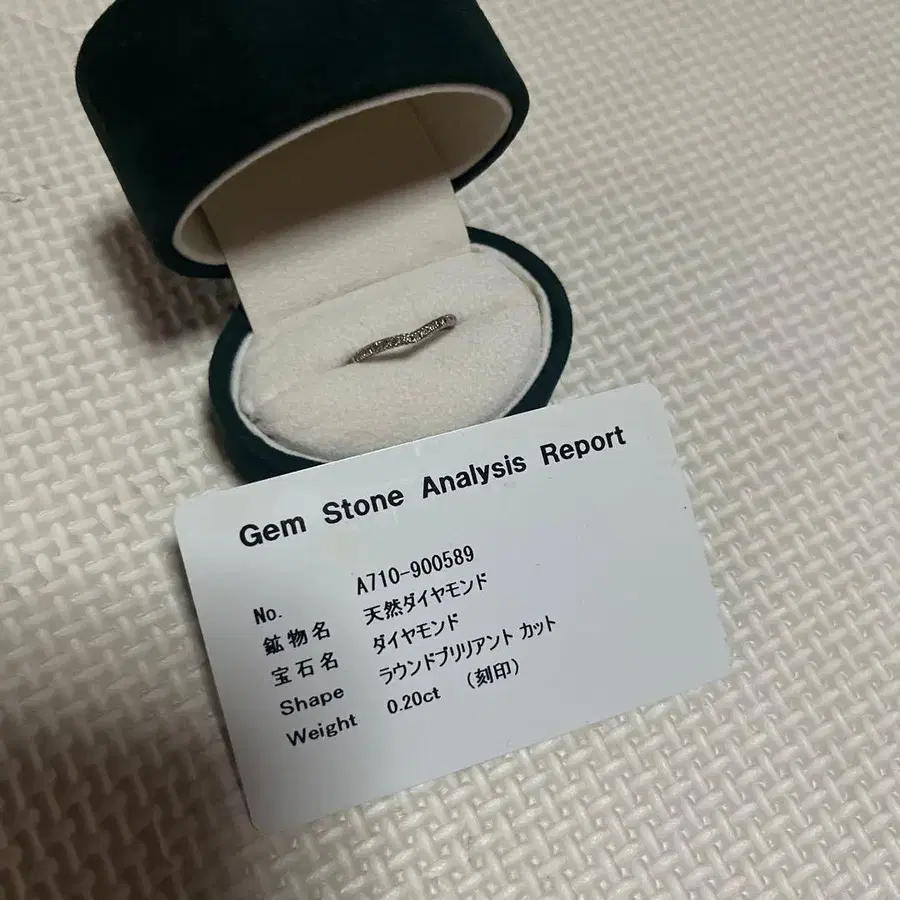 Gem Stone Analysis Report
No. A710-900589
鉱物名 天然ダイヤモンド
宝石名 ダイヤモンド
Shape ラウンドブリリアント カット
Weight 0.20ct (刻印)